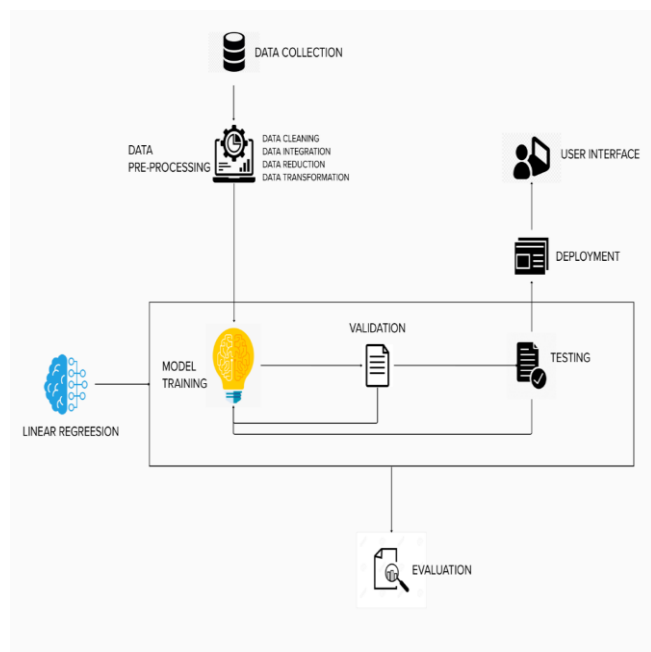 DATA COLLECTION
DATA
PRE-PROCESSING
DATA CLEANING
DATA INTEGRATION
DATA REDUCTION
DATA TRANSFORMATION
USER INTERFACE
DEPLOYMENT
VALIDATION
MODEL
TRAINING
TESTING
LINEAR REGREESION
EVALUATION